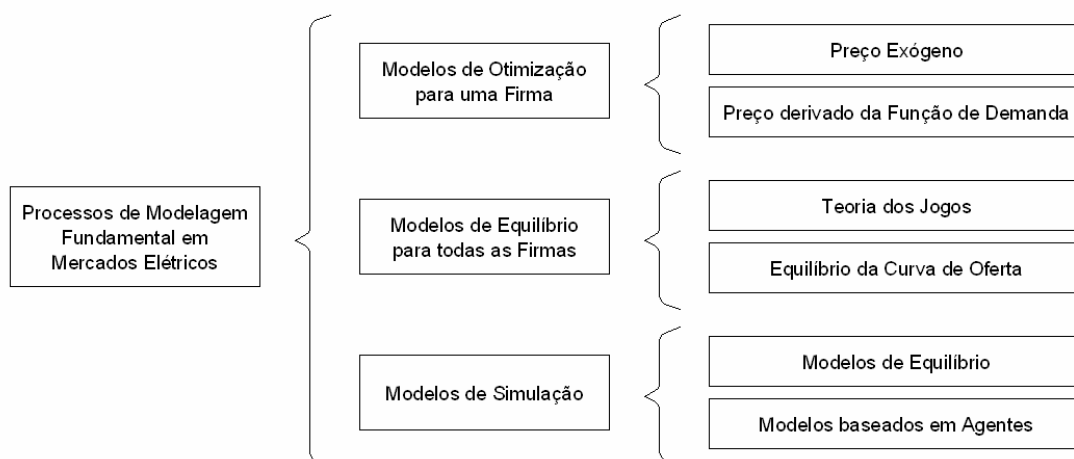 Processos de Modelagem
Fundamental em
Mercados Elétricos
Modelos de Otimização
para uma Firma
Preço Exógeno
Preço derivado da Função de Demanda
Modelos de Equilíbrio
para todas as Firmas
Teoria dos Jogos
Equilíbrio da Curva de Oferta
Modelos de Simulação
Modelos de Equilíbrio
Modelos baseados em Agentes